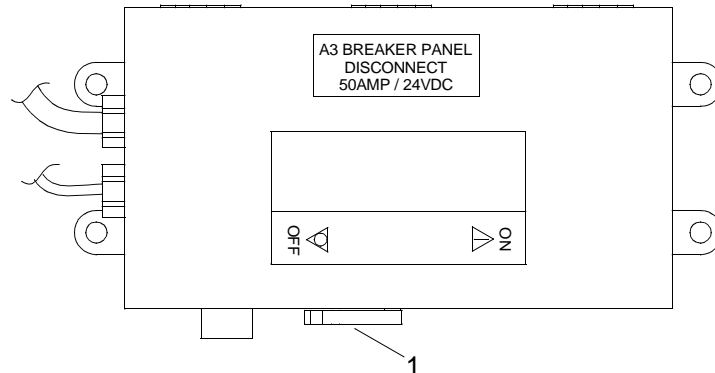 A3 BREAKER PANEL
DISCONNECT
50AMP / 24VDC
OFF
ON
1